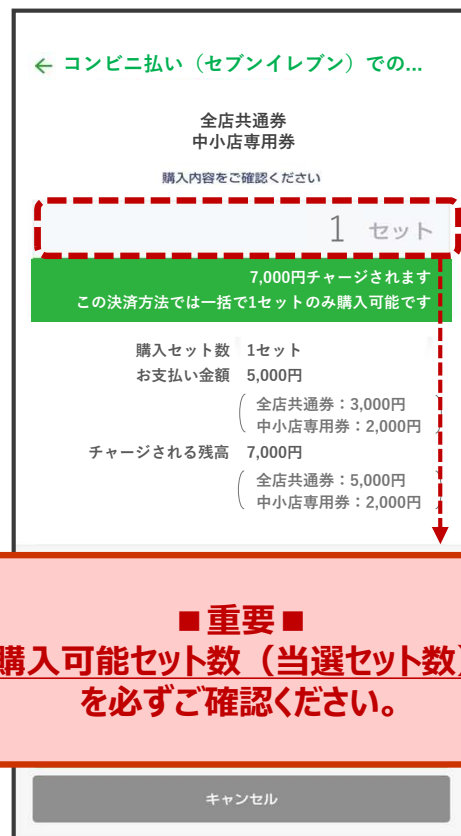 ← コンビニ払い（セブンイレブン）での...
全店共通券
中小店専用券
購入内容をご確認ください
1 セット
7,000円チャージされます
この決済方法では一括で1セットのみ購入可能です
購入セット数 1セット
お支払い金額 5,000円
全店共通券：3,000円
中小店専用券：2,000円
チャージされる残高 7,000円
全店共通券：5,000円
中小店専用券：2,000円
■重要■
購入可能セット数（当選セット数）
を必ずご確認ください。
キャンセル